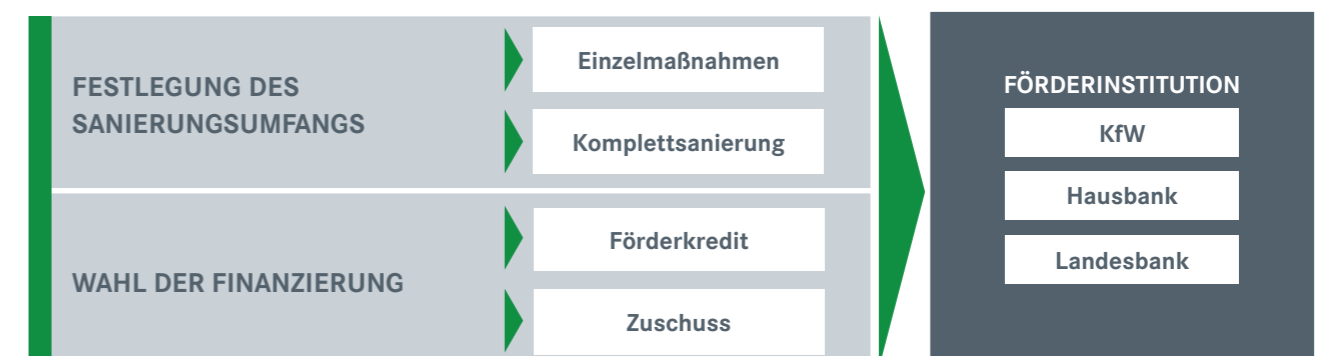 FESTLEGUNG DES
SANIERUNGSUMFANGS
Einzelmaßnahmen
Komplettsanierung
WAHL DER FINANZIERUNG
Förderkredit
Zuschuss
FÖRDERINSTITUTION
KfW
Hausbank
Landesbank